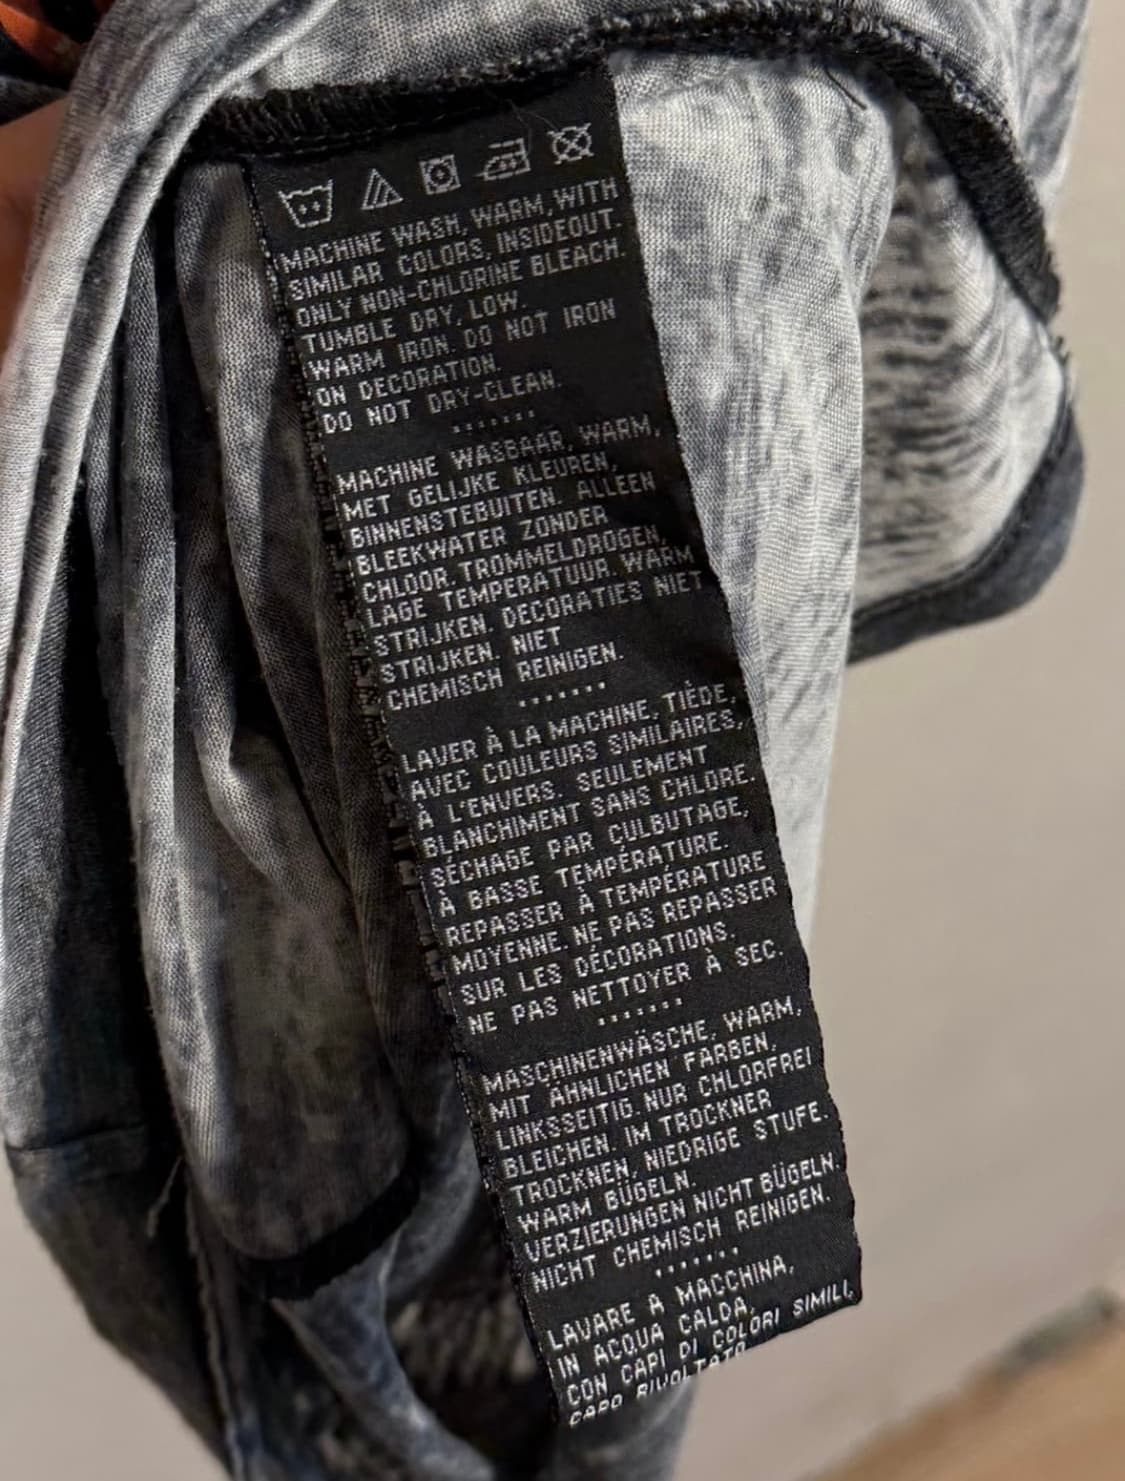 MACHINE WASH, WARM, WITH
SIMILAR COLORS, INSIDEOUT.
ONLY NON-CHLORINE BLEACH.
TUMBLE DRY, LOW.
WARM IRON. DO NOT IRON
ON DECORATION.
DO NOT DRY-CLEAN.
.......
MACHINE WASBAAR, WARM,
MET GELIJKE KLEUREN,
BINNENSTEBUITEN. ALLEEN
BLEEKWATER ZONDER
CHLOOR. TROMMELDROGEN,
LAGE TEMPERATUUR. WARM
STRIJKEN. DECORATIES NIET
STRIJKEN. NIET
CHEMISCH REINIGEN.
.......
LAVER À LA MACHINE, TIÉDE,
AVEC COULEURS SIMILAIRES,
À L'ENVERS. SEULEMENT
BLANCHIMENT SANS CHLORE.
SÉCHAGE PAR CULBUTAGE,
À BASSE TEMPÉRATURE.
REPASSER À TEMPÉRATURE
MOYENNE. NE PAS REPASSER
SUR LES DÉCORATIONS.
NE PAS NETTOYER À SEC.
.......
MASCHINENWÄSCHE, WARM,
MIT ÄHNLICHEN FARBEN,
LINKSSEITIG. NUR CHLORFREI
BLEICHEN. IM TROCKNER
TROCKNEN, NIEDRIGE STUFE.
WARM BÜGELN.
VERZIERUNGEN NICHT BÜGELN.
NICHT CHEMISCH REINIGEN.
.......
LAVARE A MACCHINA,
IN ACQUA CALDA,
CON CAPI DI COLORI SIMILI,
CAPO RIVOLTATO